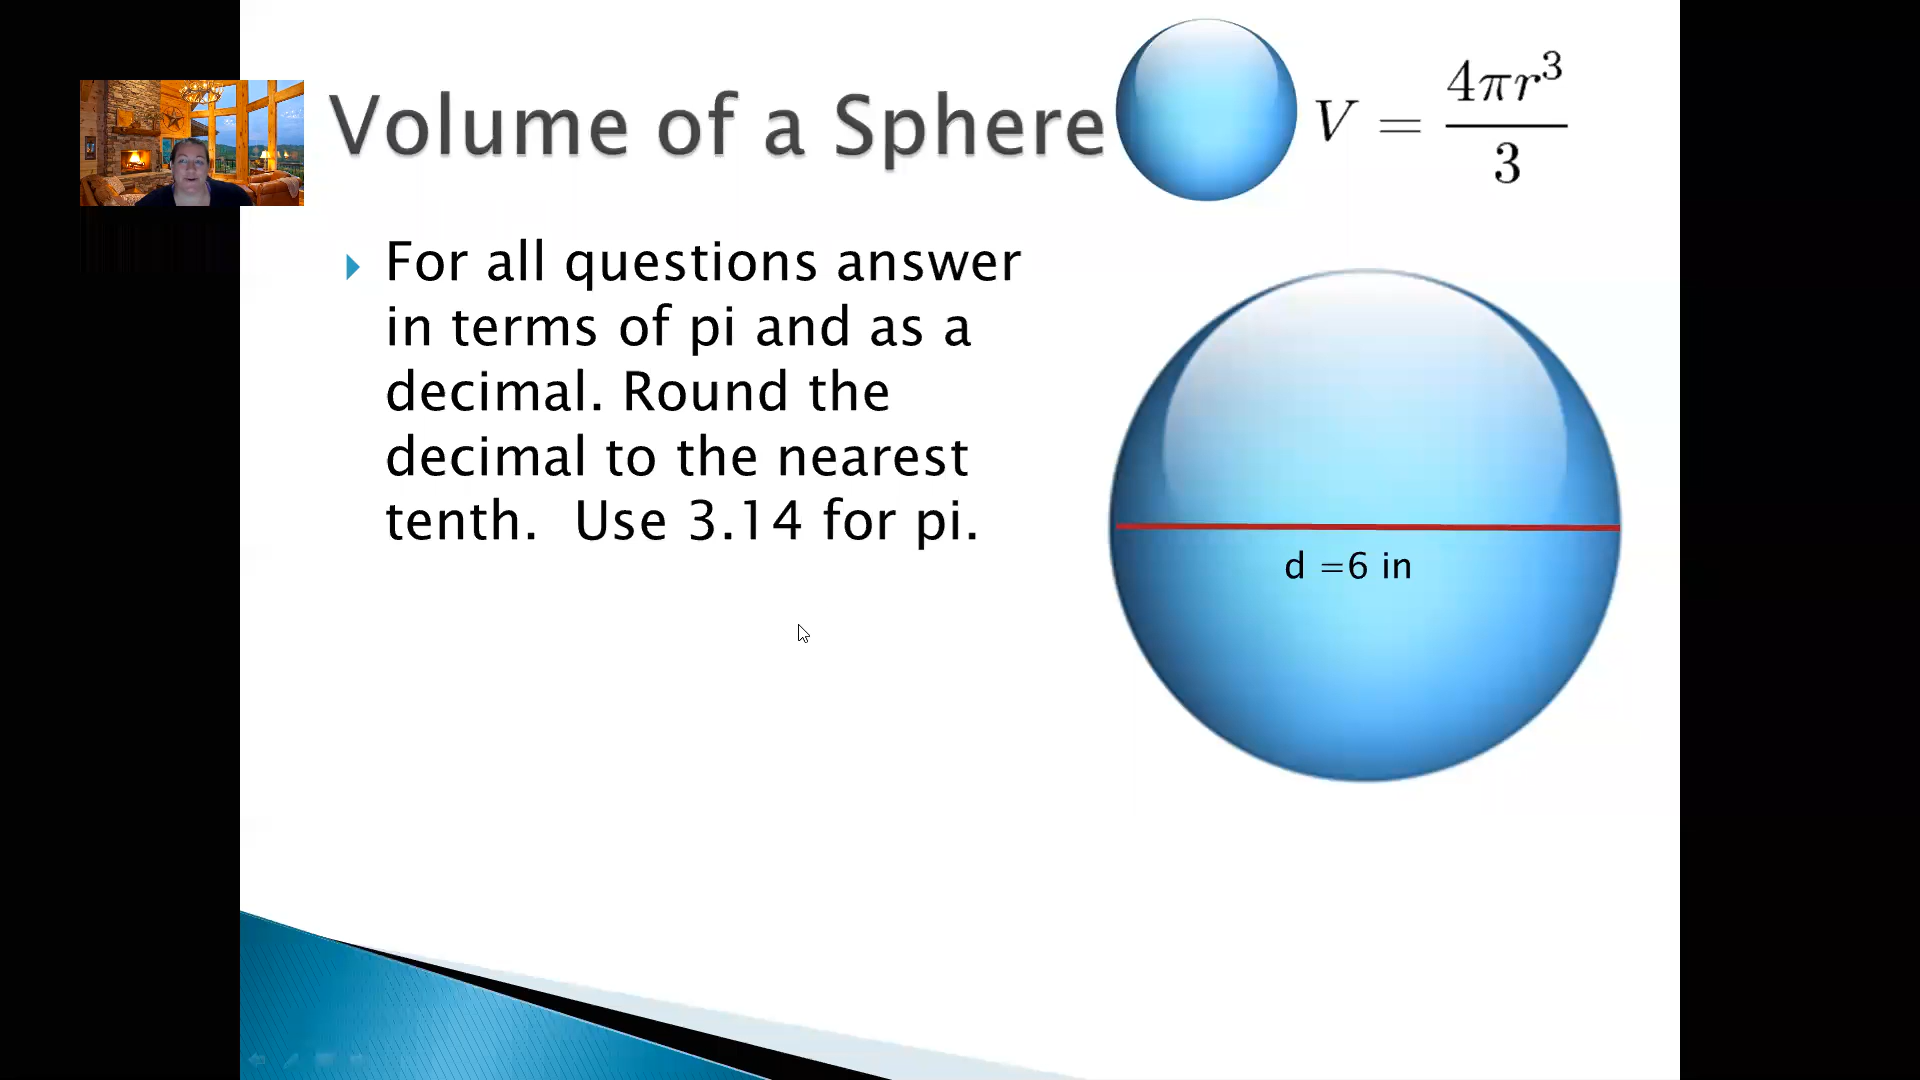 Volume of a Sphere
V = 4πr³/3
For all questions answer
in terms of pi and as a
decimal. Round the
decimal to the nearest
tenth.  Use 3.14 for pi.
d =6 in